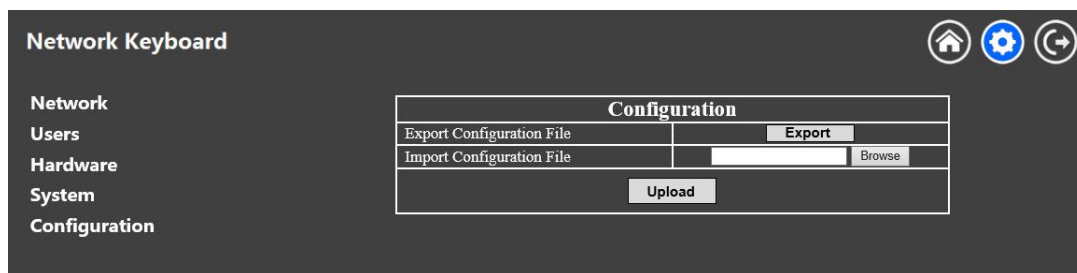 Network Keyboard
Network
Users
Hardware
System
Configuration
Configuration
Export Configuration File Export
Import Configuration File Browse
Upload